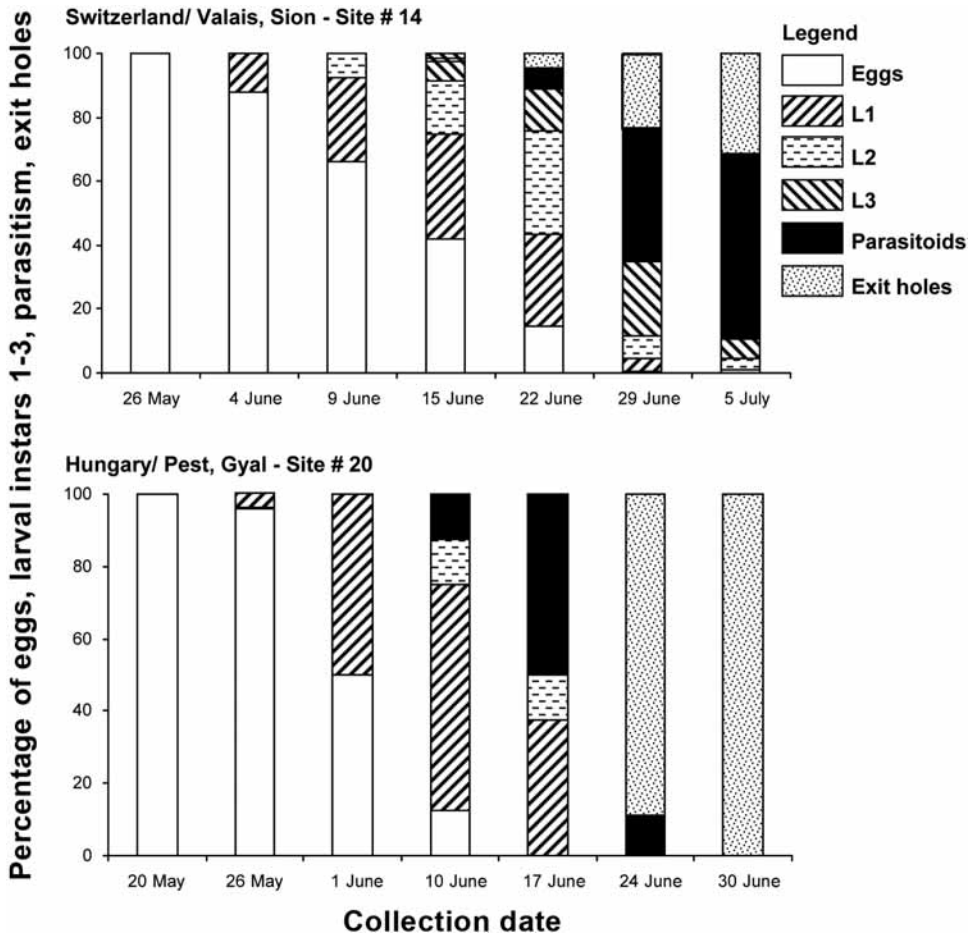 Switzerland/ Valais, Sion - Site # 14
Legend
Eggs
L1
L2
L3
Parasitoids
Exit holes
100
80
60
40
20
0
26 May 4 June 9 June 15 June 22 June 29 June 5 July
Percentage of eggs, larval instars 1-3, parasitism, exit holes
Hungary/ Pest, Gyal - Site # 20
100
80
60
40
20
0
20 May 26 May 1 June 10 June 17 June 24 June 30 June
Collection date